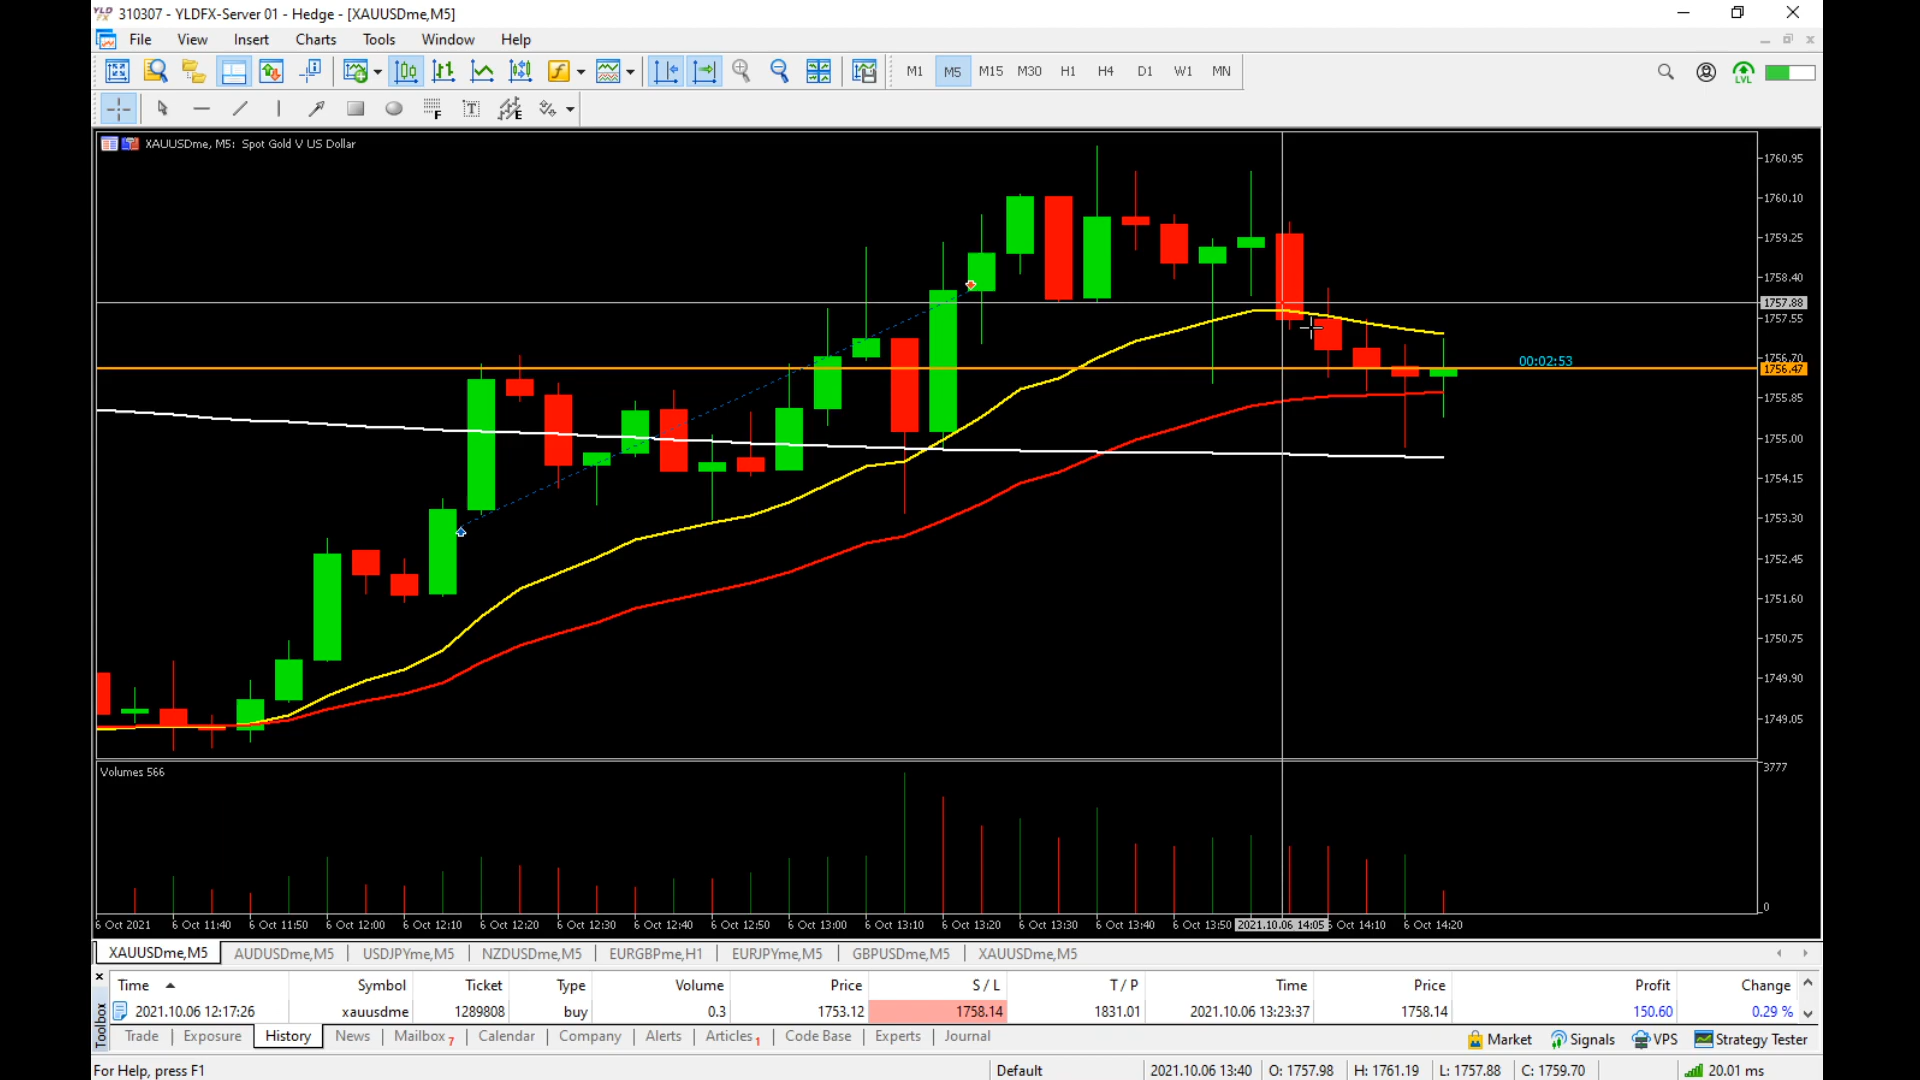 YLD FX 310307 - YLDFX-Server 01 - Hedge - [XAUUSDme,M5]
File View Insert Charts Tools Window Help
M1 M5 M15 M30 H1 H4 D1 W1 MN LVL
F T E
XAUUSDme, M5: Spot Gold V US Dollar
1760.95
1760.10
1759.25
1758.40
1757.88
1757.55
1756.70
00:02:53
1756.47
1755.85
1755.00
1754.15
1753.30
1752.45
1751.60
1750.75
1749.90
1749.05
Volumes 566
3777
0
6 Oct 2021 6 Oct 11:40 6 Oct 11:50 6 Oct 12:00 6 Oct 12:10 6 Oct 12:20 6 Oct 12:30 6 Oct 12:40 6 Oct 12:50 6 Oct 13:00 6 Oct 13:10 6 Oct 13:20 6 Oct 13:30 6 Oct 13:40 6 Oct 13:50 2021.10.06 14:05 Oct 14:10 6 Oct 14:20
XAUUSDme,M5 AUDUSDme,M5 USDJPYme,M5 NZDUSDme,M5 EURGBPme,H1 EURJPYme,M5 GBPUSDme,M5 XAUUSDme,M5
Time Symbol Ticket Type Volume Price S / L T / P Time Price Profit Change
2021.10.06 12:17:26 xauusdme 1289808 buy 0.3 1753.12 1758.14 1831.01 2021.10.06 13:23:37 1758.14 150.60 0.29 %
Toolbox
Trade Exposure History News Mailbox 7 Calendar Company Alerts Articles 1 Code Base Experts Journal Market Signals VPS Strategy Tester
For Help, press F1 Default 2021.10.06 13:40 O: 1757.98 H: 1761.19 L: 1757.88 C: 1759.70 20.01 ms